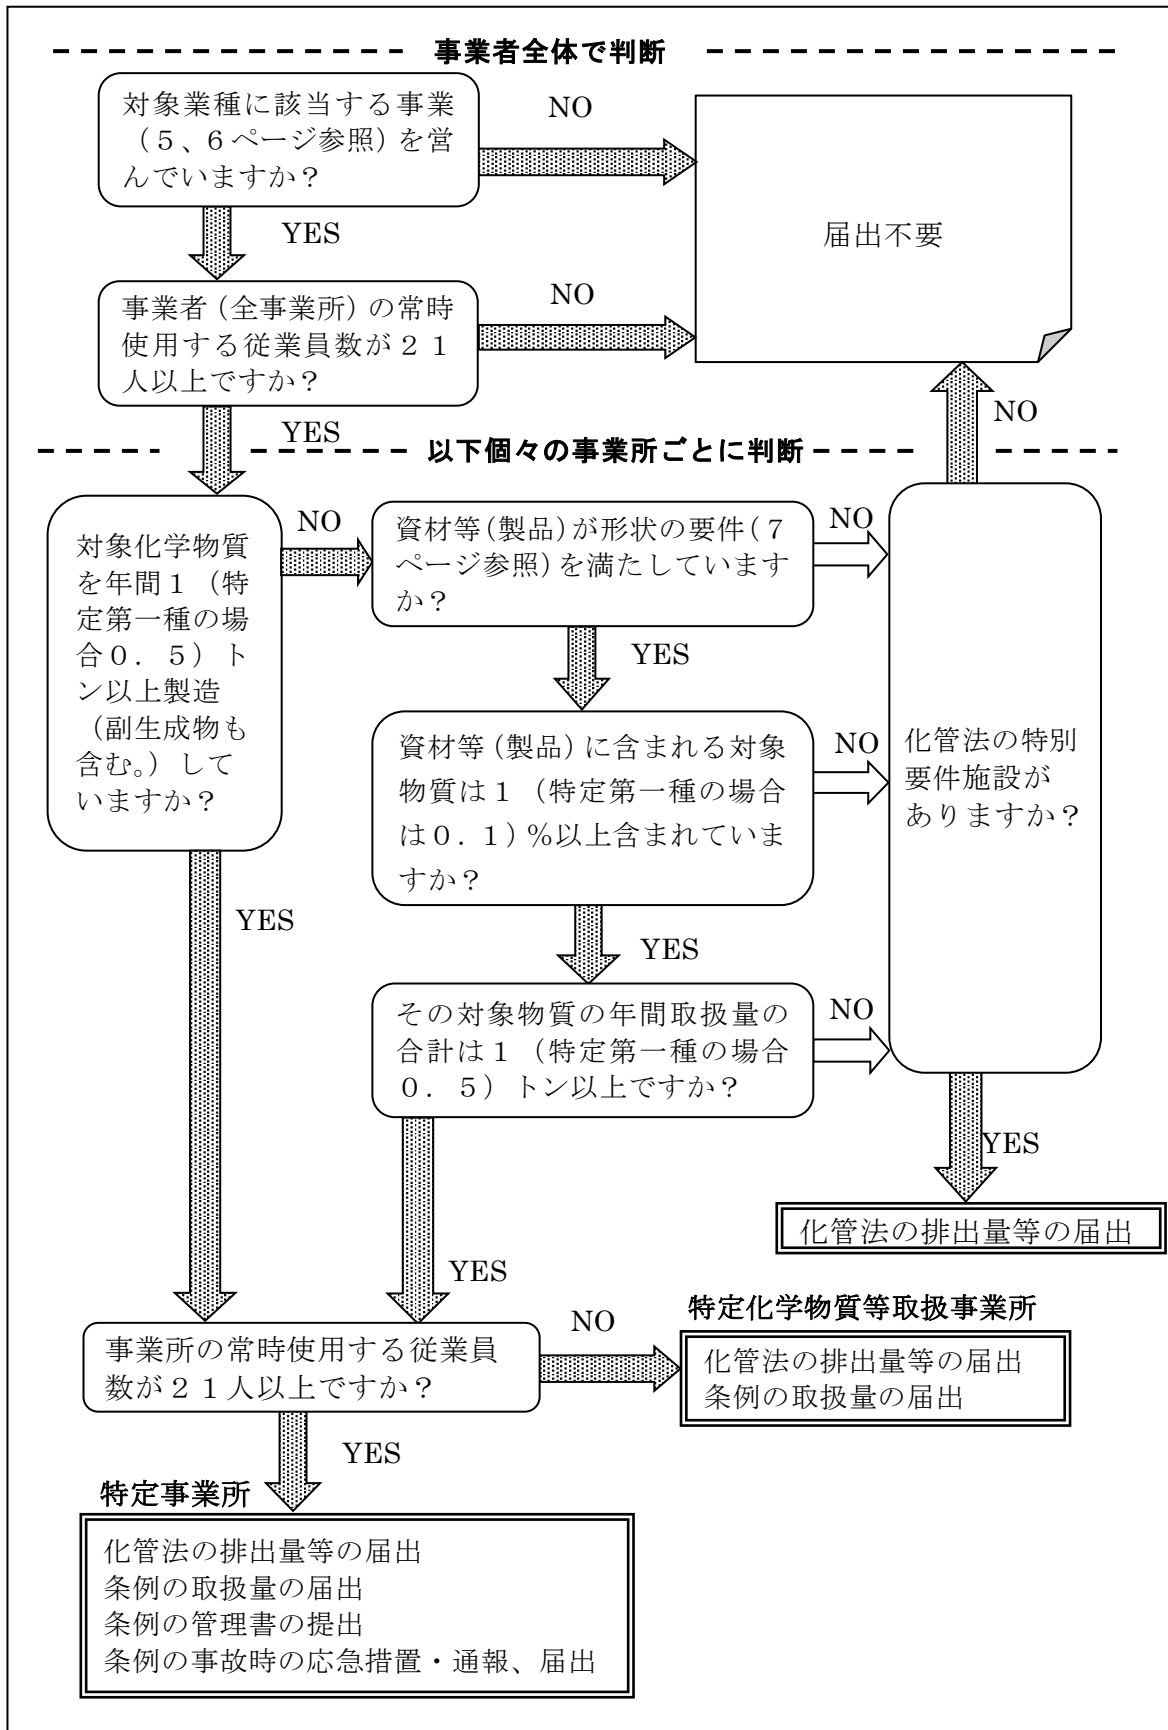 事業者全体で判断
対象業種に該当する事業
（５、６ページ参照）を営
んでいますか？
NO
届出不要
YES
事業者（全事業所）の常時
使用する従業員数が２１
人以上ですか？
NO
YES
NO
以下個々の事業所ごとに判断
対象化学物質
を年間１（特
定第一種の場
合０．５）ト
ン以上製造
（副生成物も
含む。）して
いますか？
NO
資材等（製品）が形状の要件（７
ページ参照）を満たしています
か？
NO
YES
資材等（製品）に含まれる対象
物質は１（特定第一種の場合
は０．１）％以上含まれていま
すか？
NO
化管法の特別
要件施設が
ありますか？
YES
YES
その対象物質の年間取扱量の
合計は１（特定第一種の場合
０．５）トン以上ですか？
NO
YES
化管法の排出量等の届出
YES
事業所の常時使用する従業員
数が２１人以上ですか？
NO
特定化学物質等取扱事業所
化管法の排出量等の届出
条例の取扱量の届出
YES
特定事業所
化管法の排出量等の届出
条例の取扱量の届出
条例の管理書の提出
条例の事故時の応急措置・通報、届出